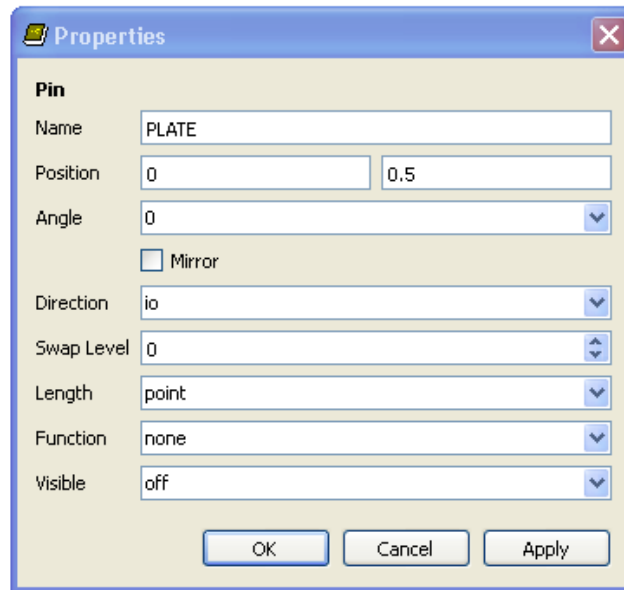 Properties
Pin
Name PLATE
Position 0 0.5
Angle 0
Mirror
Direction io
Swap Level 0
Length point
Function none
Visible off
OK Cancel Apply